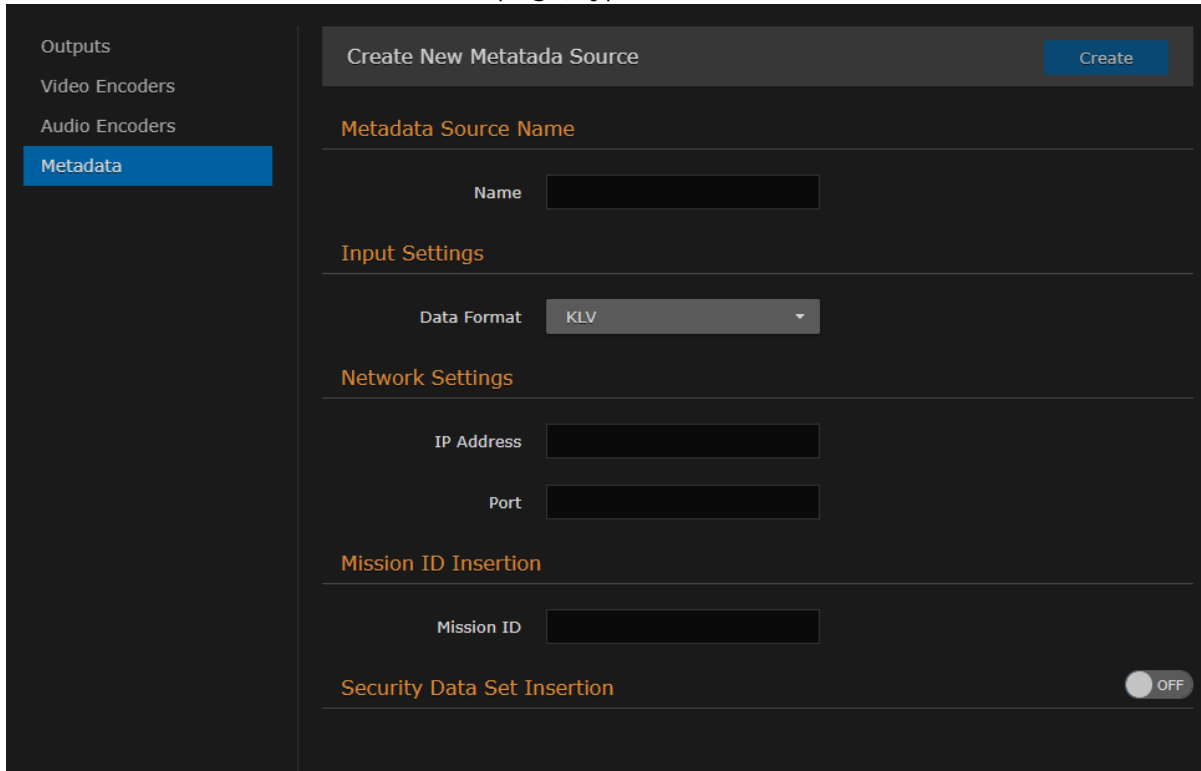 Outputs
Video Encoders
Audio Encoders
Metadata
Create New Metatada Source
Create
Metadata Source Name
Name
Input Settings
Data Format KLV
Network Settings
IP Address
Port
Mission ID Insertion
Mission ID
Security Data Set Insertion
OFF